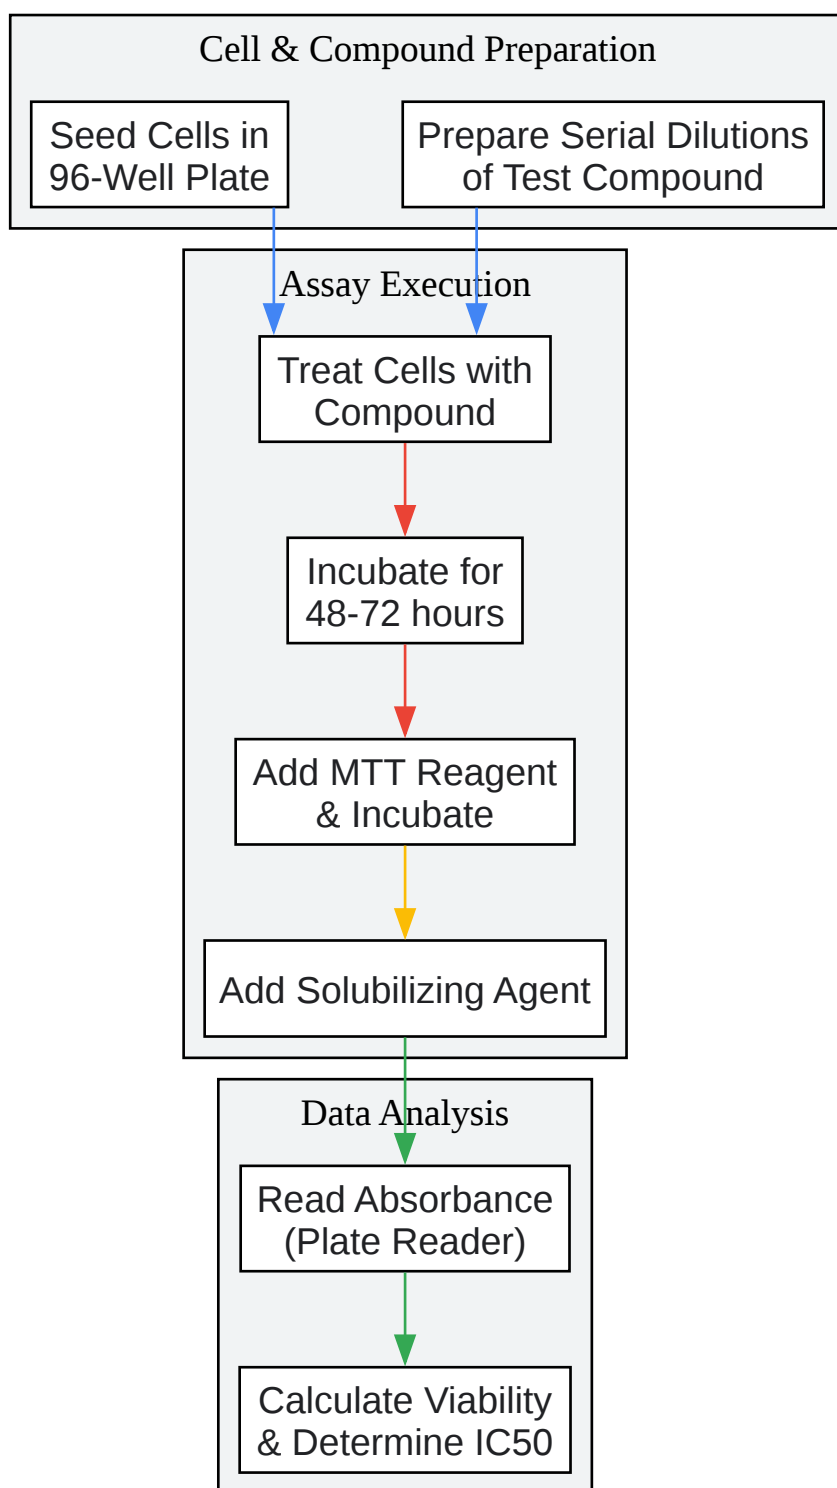 Cell & Compound Preparation
Seed Cells in
96-Well Plate
Prepare Serial Dilutions
of Test Compound
Assay Execution
Treat Cells with
Compound
Incubate for
48-72 hours
Add MTT Reagent
& Incubate
Add Solubilizing Agent
Data Analysis
Read Absorbance
(Plate Reader)
Calculate Viability
& Determine IC50